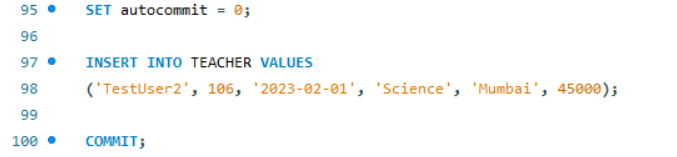 95 SET autocommit = 0;
96
97 INSERT INTO TEACHER VALUES
98 ('TestUser2', 106, '2023-02-01', 'Science', 'Mumbai', 45000);
99
100 COMMIT;